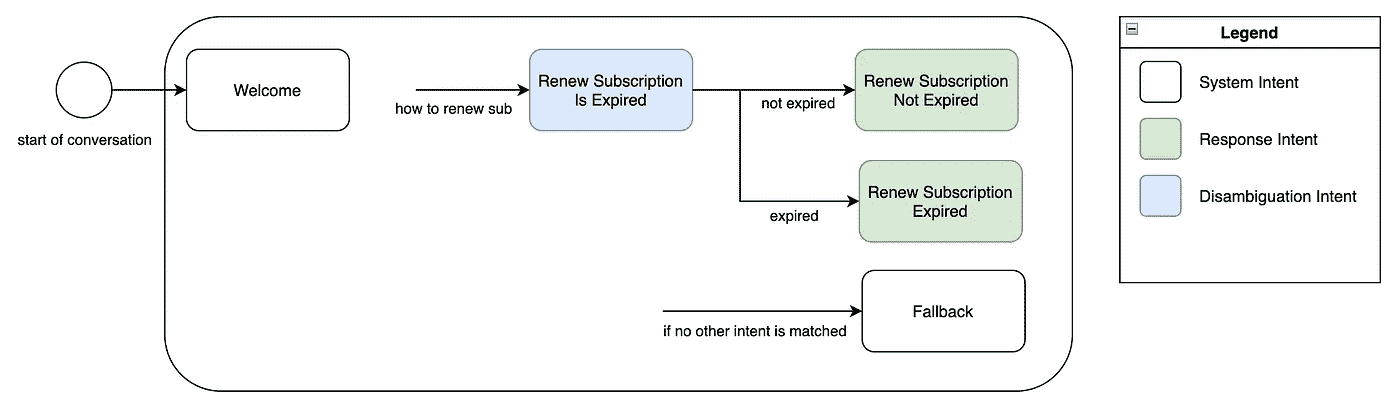 start of conversation
Welcome
how to renew sub
Renew Subscription
Is Expired
not expired
Renew Subscription
Not Expired
expired
Renew Subscription
Expired
if no other intent is matched
Fallback
Legend
System Intent
Response Intent
Disambiguation Intent